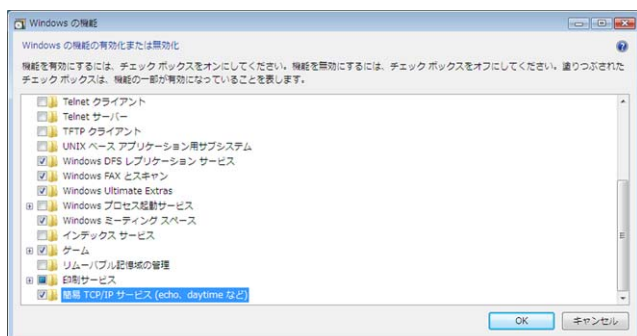 Windows の機能
Windows の機能の有効化または無効化
機能を有効にするには、チェック ボックスをオンにしてください。機能を無効にするには、チェック ボックスをオフにしてください。塗りつぶされた
チェック ボックスは、機能の一部が有効になっていることを表します。
Telnet クライアント
Telnet サーバー
TFTP クライアント
UNIX ベース アプリケーション用サブシステム
Windows DFS レプリケーション サービス
Windows FAX とスキャン
Windows Ultimate Extras
Windows プロセス起動サービス
Windows ミーティング スペース
インデックス サービス
ゲーム
リムーバブル記憶域の管理
印刷サービス
簡易 TCP/IP サービス (echo、daytime など)
OK キャンセル